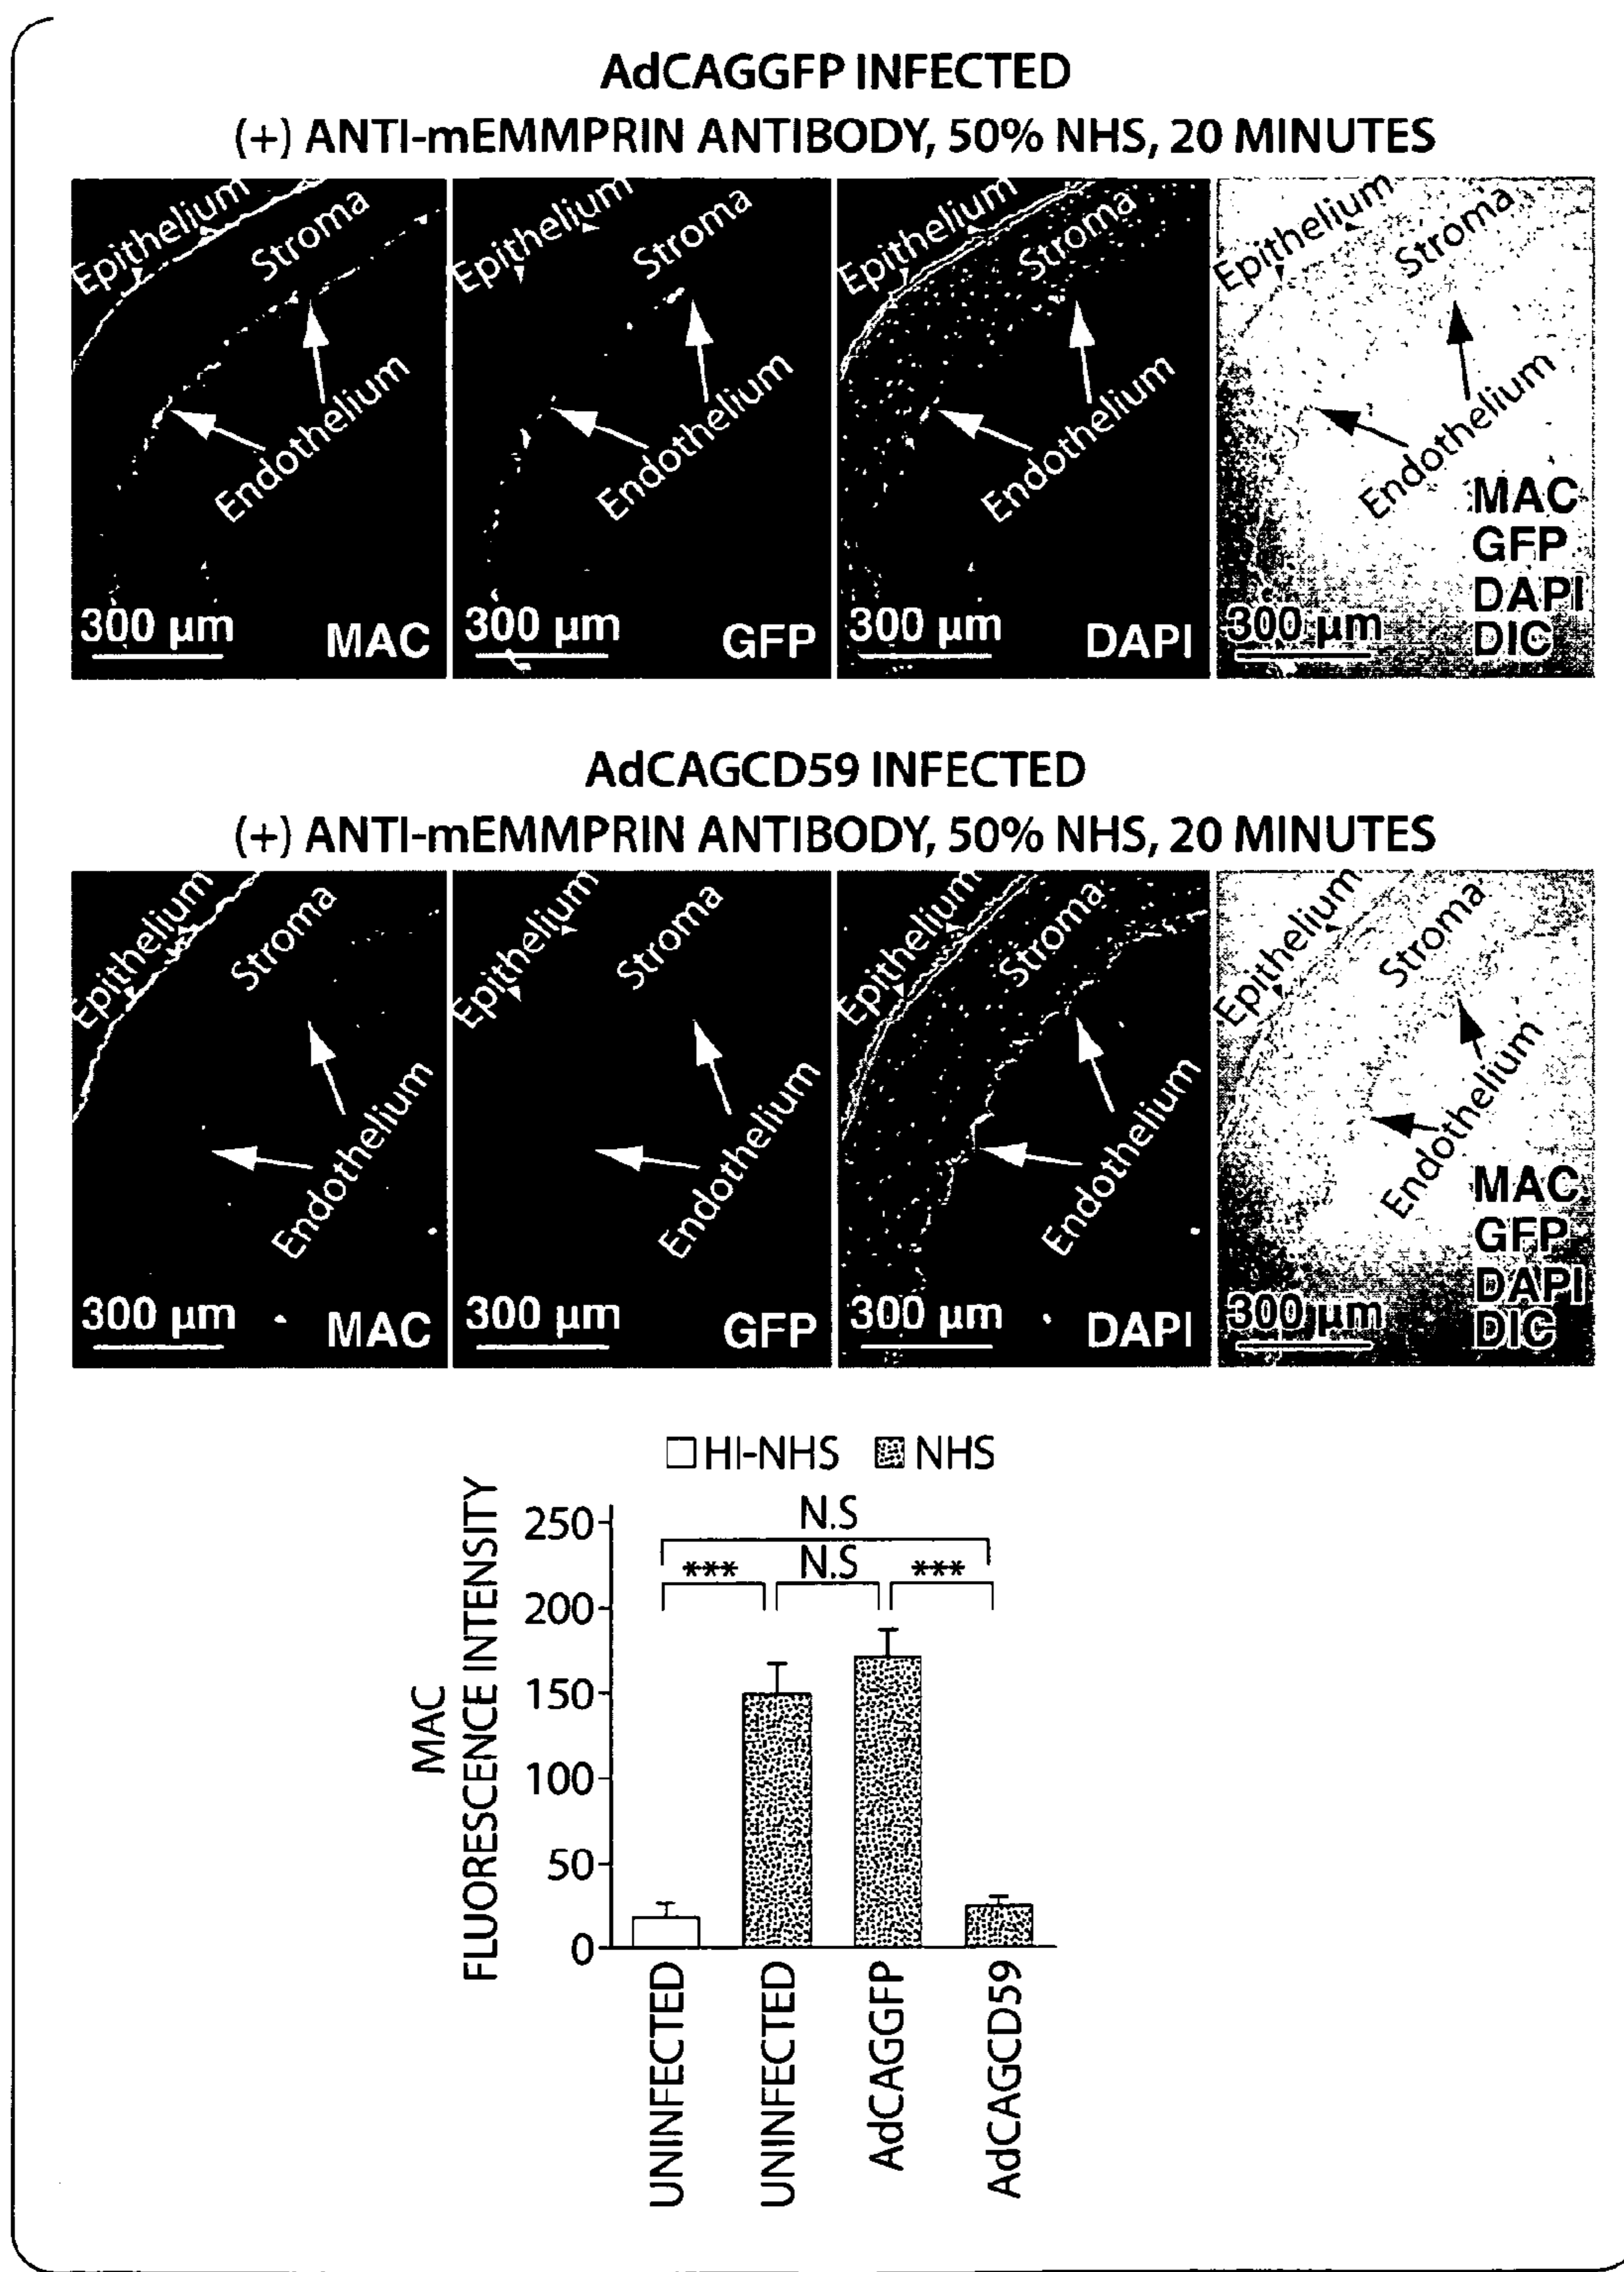 AdCAGGFP INFECTED
(+) ANTI-mEMMPRIN ANTIBODY, 50% NHS, 20 MINUTES
Epithelium
Stroma
Endothelium
300 µm
MAC
Epithelium
Stroma
Endothelium
300 µm
GFP
Epithelium
Stroma
Endothelium
300 µm
DAPI
Epithelium
Stroma
Endothelium
300 µm
MAC
GFP
DAPI
DIC
AdCAGCD59 INFECTED
(+) ANTI-mEMMPRIN ANTIBODY, 50% NHS, 20 MINUTES
Epithelium
Stroma
Endothelium
300 µm
MAC
Epithelium
Stroma
Endothelium
300 µm
GFP
Epithelium
Stroma
Endothelium
300 µm
DAPI
Epithelium
Stroma
Endothelium
300 µm
MAC
GFP
DAPI
DIC
HI-NHS NHS
MAC
FLUORESCENCE INTENSITY
250
200
150
100
50
0
N.S
*** N.S ***
UNINFECTED
UNINFECTED
AdCAGGFP
AdCAGCD59